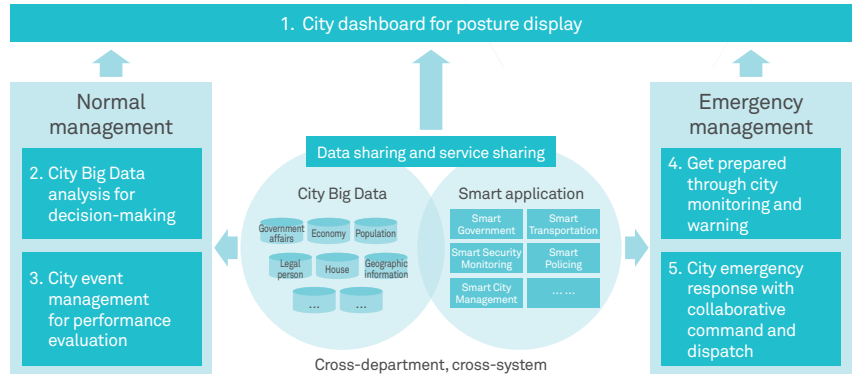 1. City dashboard for posture display
Normal
management
2. City Big Data
analysis for
decision-making
3. City event
management
for performance
evaluation
Data sharing and service sharing
City Big Data
Government
affairs
Economy
Population
Legal
person
House
Geographic
information
...
...
Smart application
Smart
Government
Smart
Transportation
Smart Security
Monitoring
Smart
Policing
Smart City
Management
... ...
Cross-department, cross-system
Emergency
management
4. Get prepared
through city
monitoring and
warning
5. City emergency
response with
collaborative
command and
dispatch